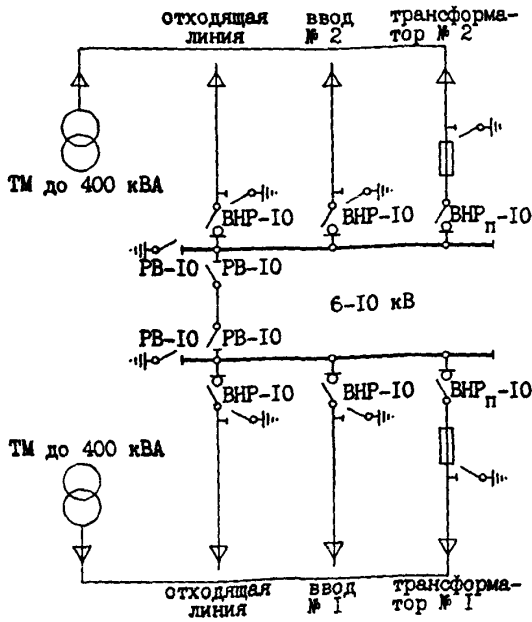 отходящая линия
ввод № 2
трансформа-
тор № 2
ТМ до 400 кВА
ВНР-10
ВНР-10
ВНРп-10
РВ-10
РВ-10
6-10 кВ
РВ-10
РВ-10
ВНР-10
ВНР-10
ВНРп-10
ТМ до 400 кВА
отходящая линия
ввод № I
трансформа-
тор № I